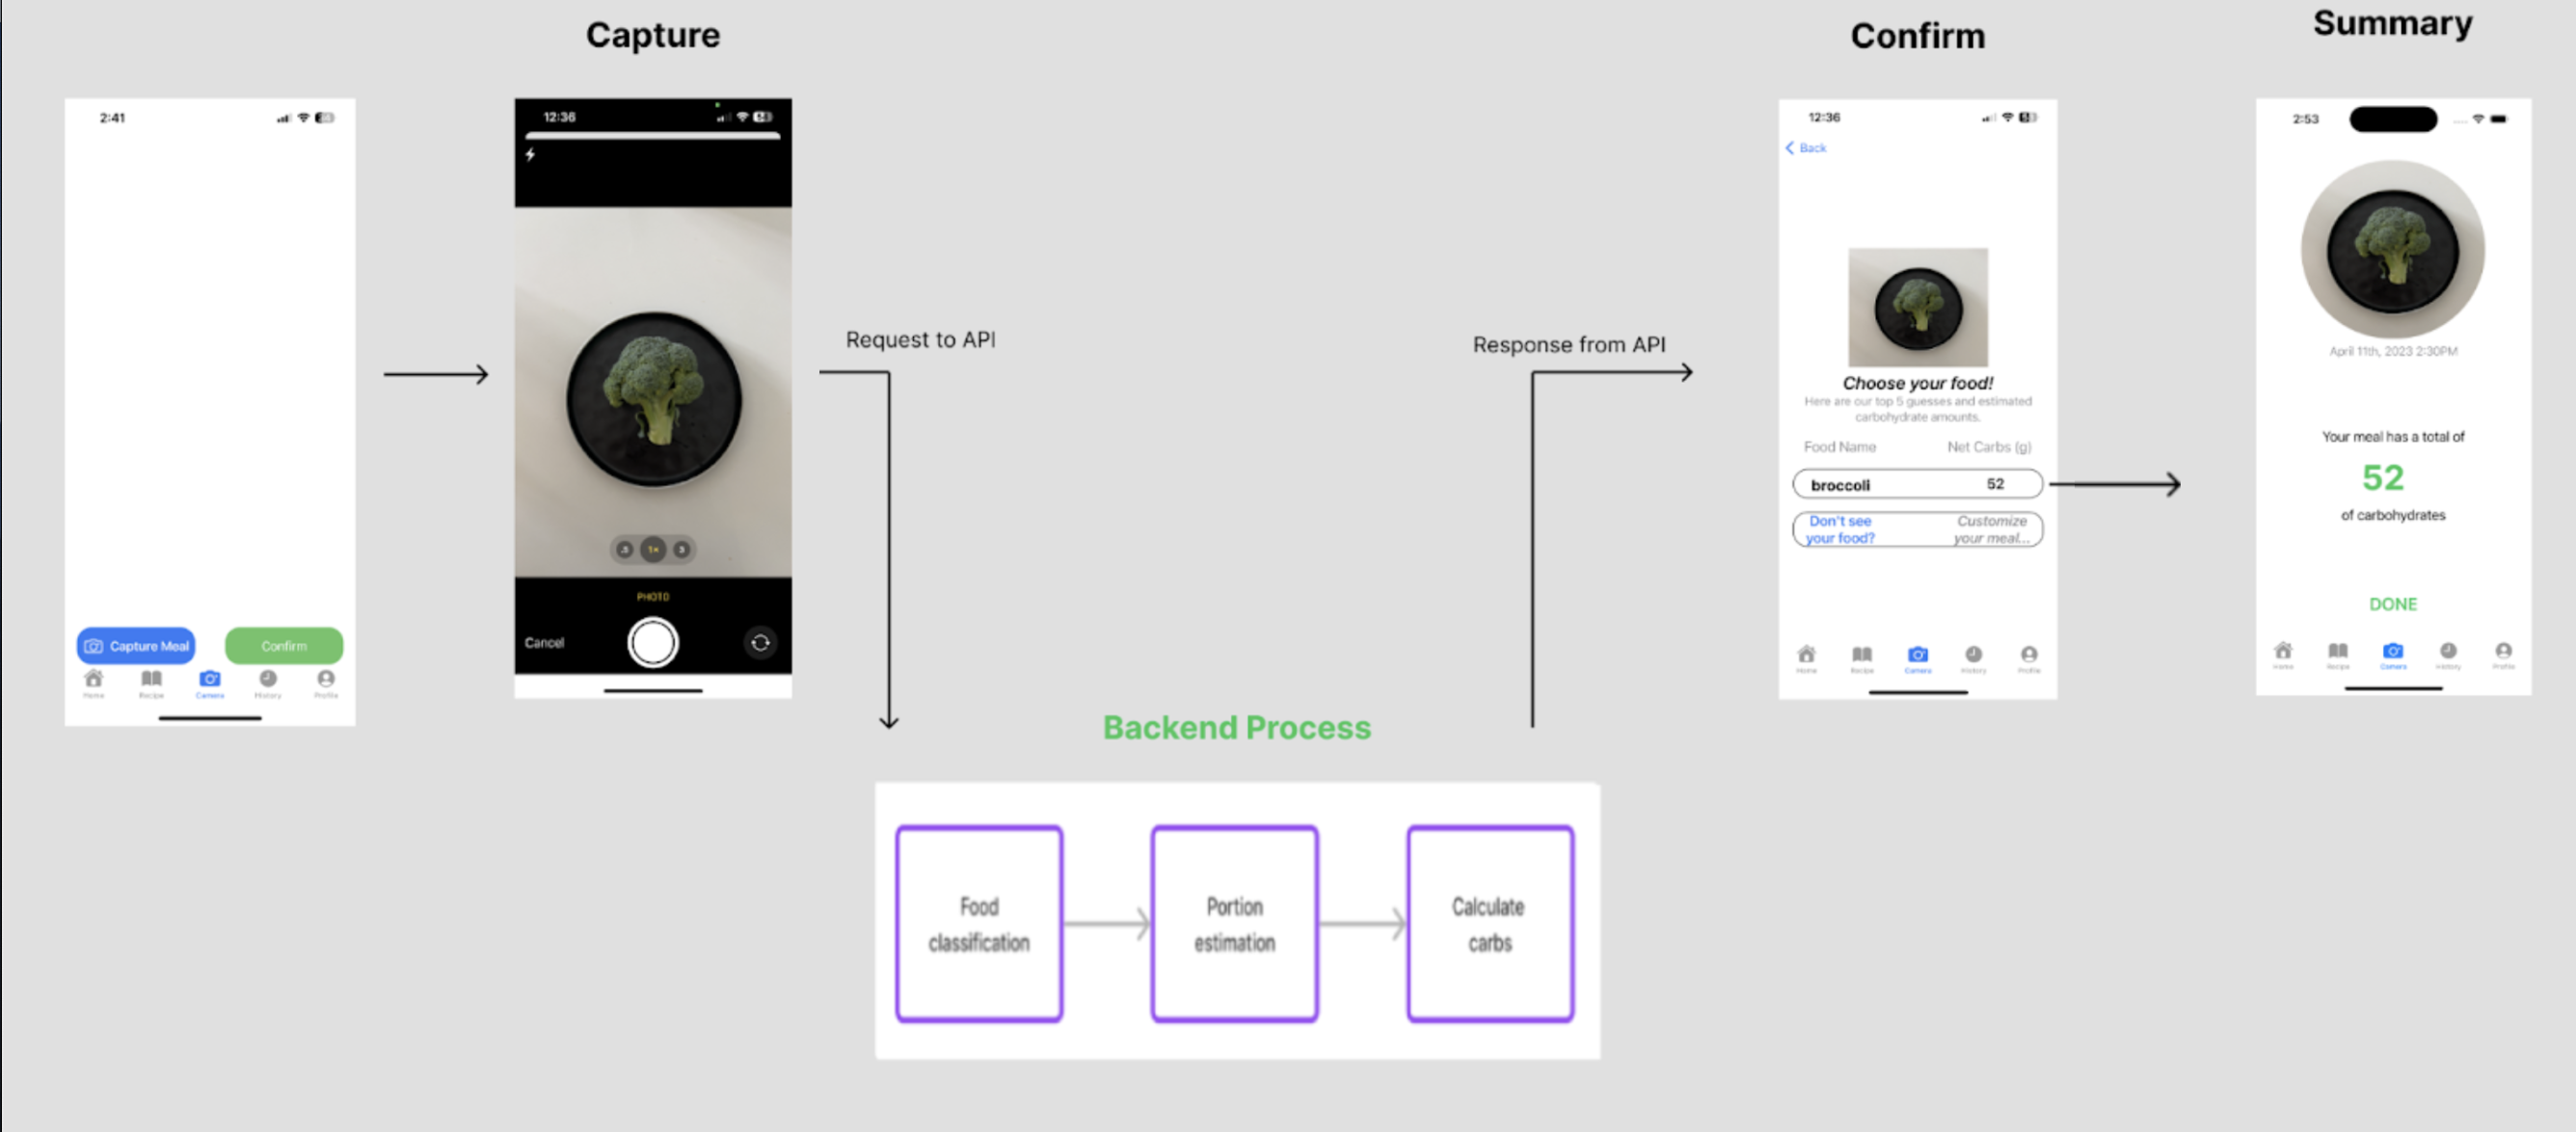 Capture
Confirm
Summary
2:41
Capture Meal
Confirm
Home
Recipe
Camera
History
Profile
12:36
.5
1×
3
PHOTO
Cancel
Request to API
Backend Process
Food
classification
Portion
estimation
Calculate
carbs
Response from API
12:36
Back
Choose your food!
Here are our top 5 guesses and estimated
carbohydrate amounts.
Food Name Net Carbs (g)
broccoli 52
Don't see Customize
your food? your meal...
Home
Recipe
Camera
History
Profile
2:53
April 11th, 2023 2:30PM
Your meal has a total of
52
of carbohydrates
DONE
Home
Recipe
Camera
History
Profile